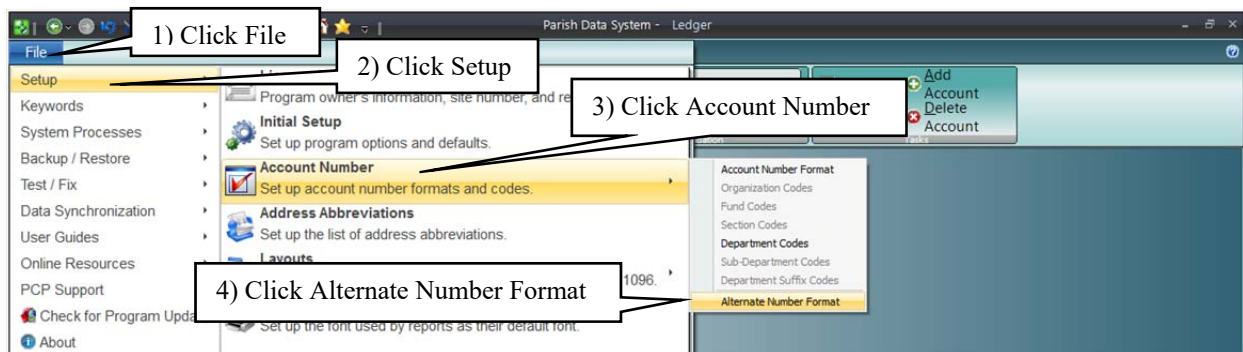 Parish Data System - Ledger
1) Click File
File
2) Click Setup
Setup
Keywords
System Processes
Backup / Restore
Test / Fix
Data Synchronization
User Guides
Online Resources
PCP Support
Check for Program Upda
About
Program owner's information, site number, and re
Initial Setup
Set up program options and defaults.
3) Click Account Number
Account Number
Set up account number formats and codes.
Address Abbreviations
Set up the list of address abbreviations.
Layouts
1096.
4) Click Alternate Number Format
Set up the font used by reports as their default font.
Add
Account
Delete
Account
Tasks
Account Number Format
Organization Codes
Fund Codes
Section Codes
Department Codes
Sub-Department Codes
Department Suffix Codes
Alternate Number Format